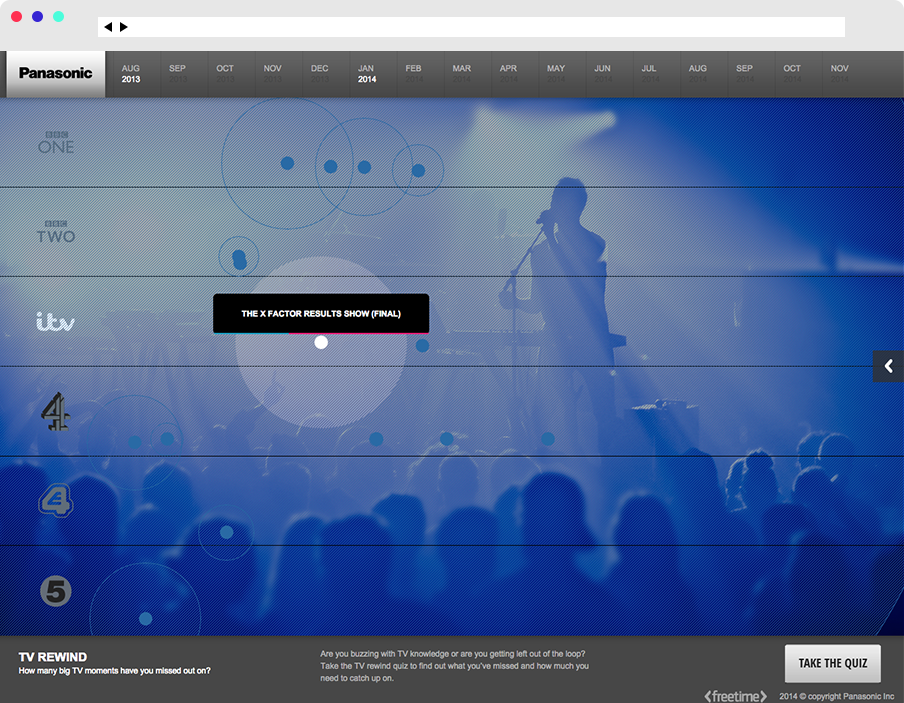 Panasonic
AUG SEP OCT NOV DEC JAN FEB MAR APR MAY JUN JUL AUG SEP OCT NOV
2013 2014
BBC
ONE
BBC
TWO
itv
THE X FACTOR RESULTS SHOW (FINAL)
4
E4
5
TV REWIND
How many big TV moments have you missed out on?
Are you buzzing with TV knowledge or are you getting left out of the loop?
Take the TV rewind quiz to find out what you've missed and how much you
need to catch up on.
TAKE THE QUIZ
freetime
2014 © copyright Panasonic Inc